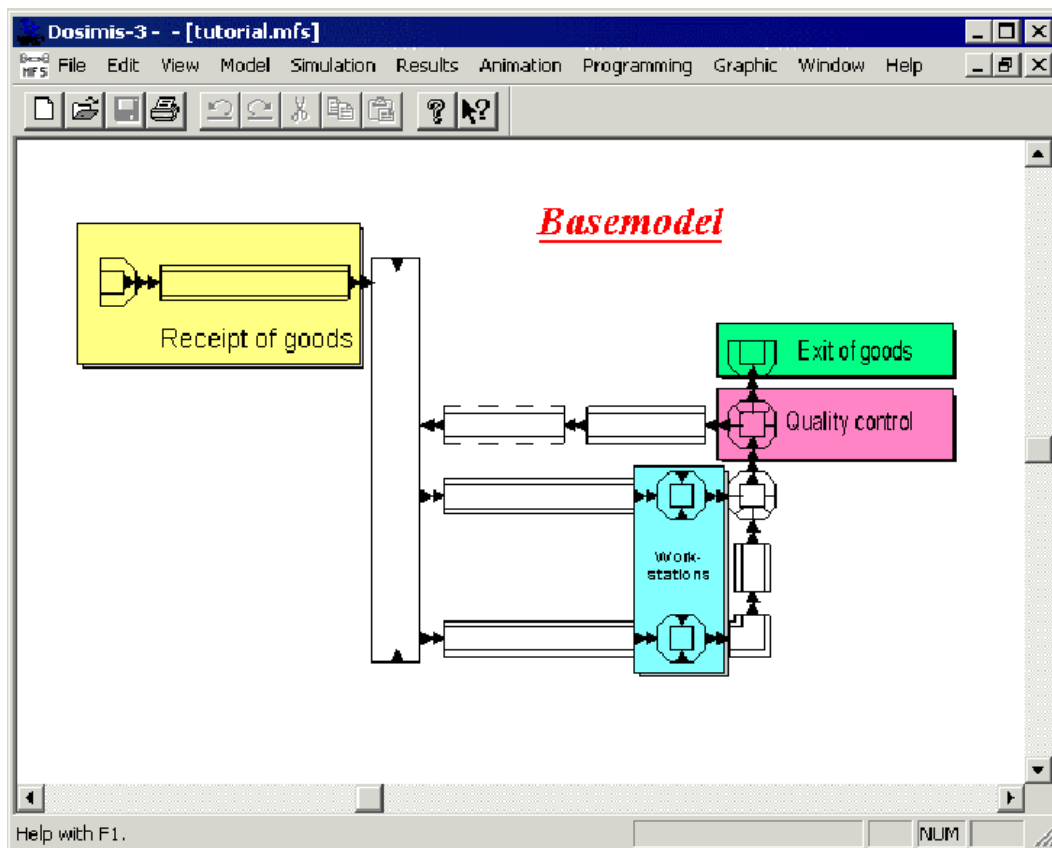 Dosimis-3 - - [tutorial.mfs]
MFS File Edit View Model Simulation Results Animation Programming Graphic Window Help
Basemodel
Receipt of goods
Exit of goods
Quality control
Work-
stations
Help with F1.
NUM